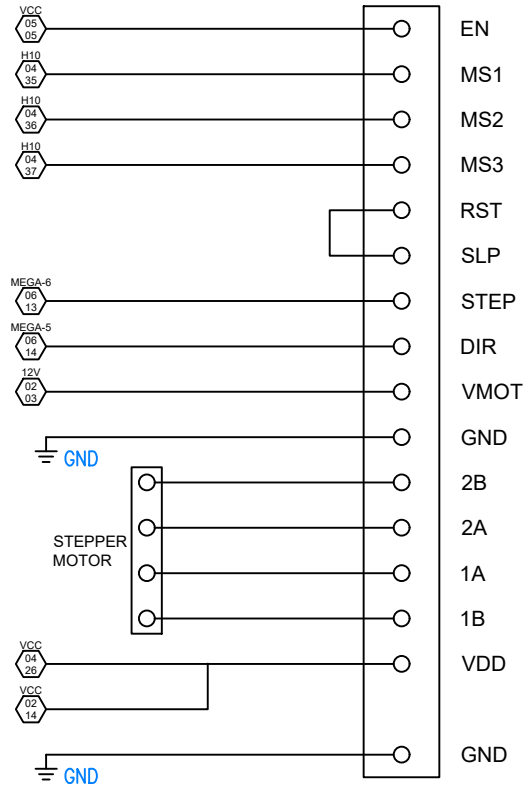 VCC
05
05
EN
H10
04
35
MS1
H10
04
36
MS2
H10
04
37
MS3
RST
SLP
MEGA-6
06
13
STEP
MEGA-5
06
14
DIR
12V
02
03
VMOT
GND
GND
2B
2A
STEPPER
MOTOR
1A
1B
VCC
04
26
VDD
VCC
02
14
GND
GND